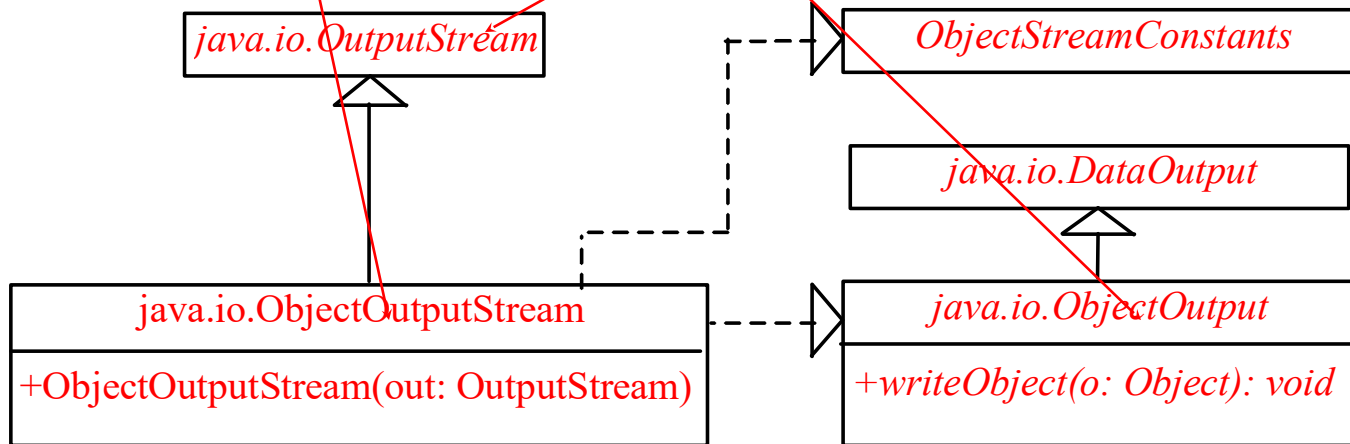 java.io.OutputStream
ObjectStreamConstants
java.io.DataOutput
java.io.ObjectOutputStream
+ObjectOutputStream(out: OutputStream)
java.io.ObjectOutput
+writeObject(o: Object): void